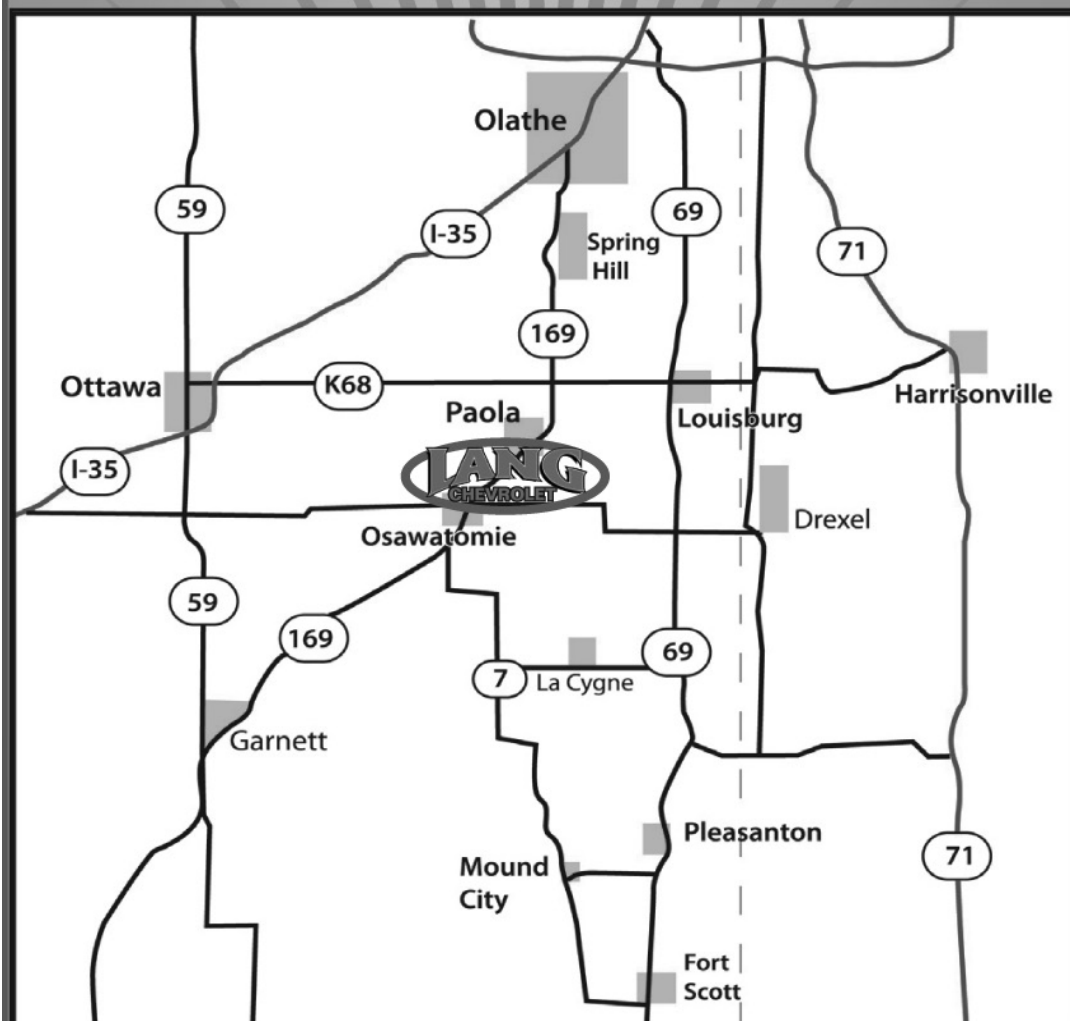 Olathe
59
69
I-35
Spring
Hill
71
169
Ottawa
K68
Paola
Louisburg
Harrisonville
I-35
LANG
CHEVROLET
Drexel
Osawatomie
59
169
7
La Cygne
69
Garnett
Pleasanton
Mound
City
71
Fort
Scott